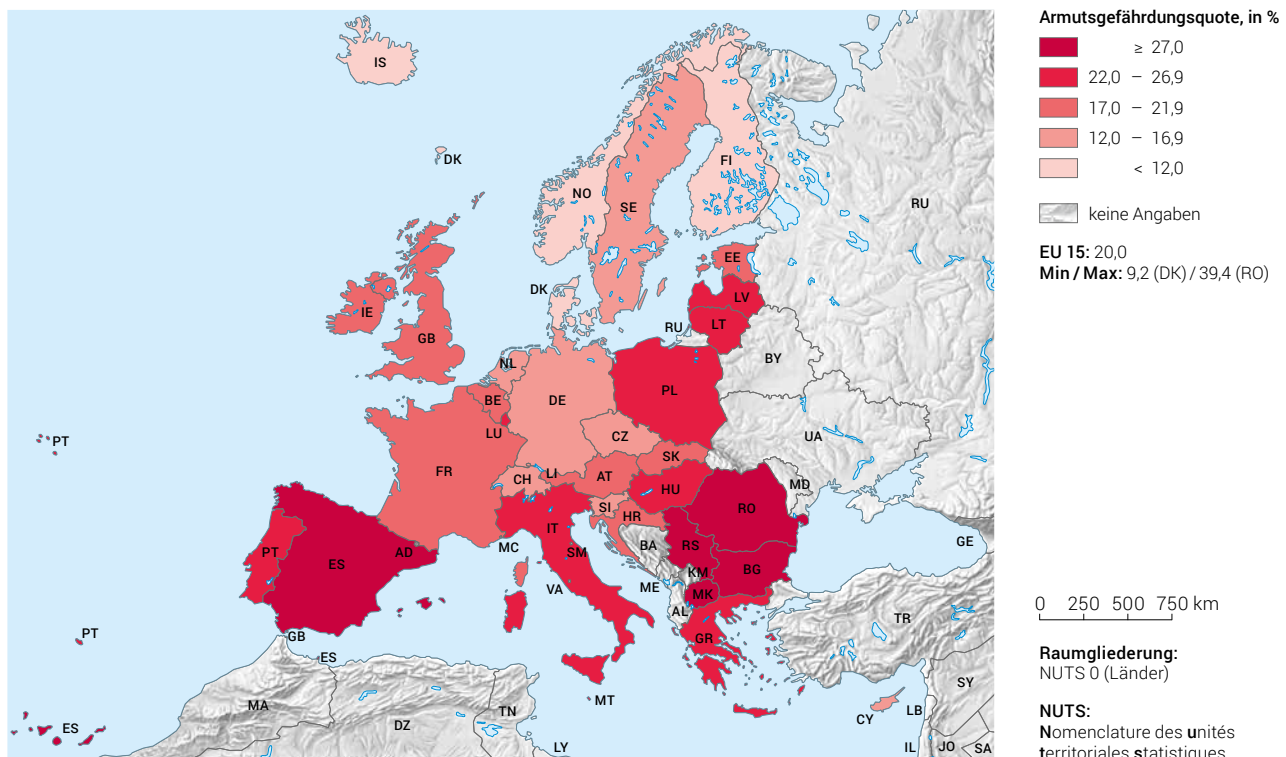 IS
DK
NO
SE
FI
RU
EE
LV
LT
DK
RU
BY
IE
GB
NL
BE
LU
DE
PL
CZ
UA
SK
FR
CH
LI
AT
HU
MD
SI
HR
RO
PT
PT
ES
AD
MC
IT
SM
VA
BA
RS
ME
KM
MK
BG
AL
GR
GE
TR
PT
GB
ES
MT
CY
LB
SY
ES
MA
DZ
TN
LY
IL
JO
SA
Armutsgefährdungsquote, in %
≥ 27,0
22,0 – 26,9
17,0 – 21,9
12,0 – 16,9
< 12,0
keine Angaben
EU 15: 20,0
Min / Max: 9,2 (DK) / 39,4 (RO)
0 250 500 750 km
Raumgliederung:
NUTS 0 (Länder)
NUTS:
Nomenclature des unités
territoriales statistiques